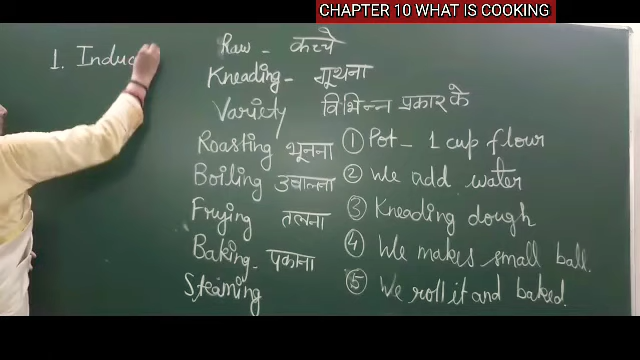 CHAPTER 10 WHAT IS COOKING
1. Induc
Raw - कच्चे
Kneading - गूथना
Variety विभिन्न प्रकार के
Roasting भूनना
Boiling उबालना
Frying तलना
Baking - पकाना
Steaming
① Pot - 1 cup flour
② We add water
③ Kneading dough
④ We makes small ball.
⑤ We roll it and baked.